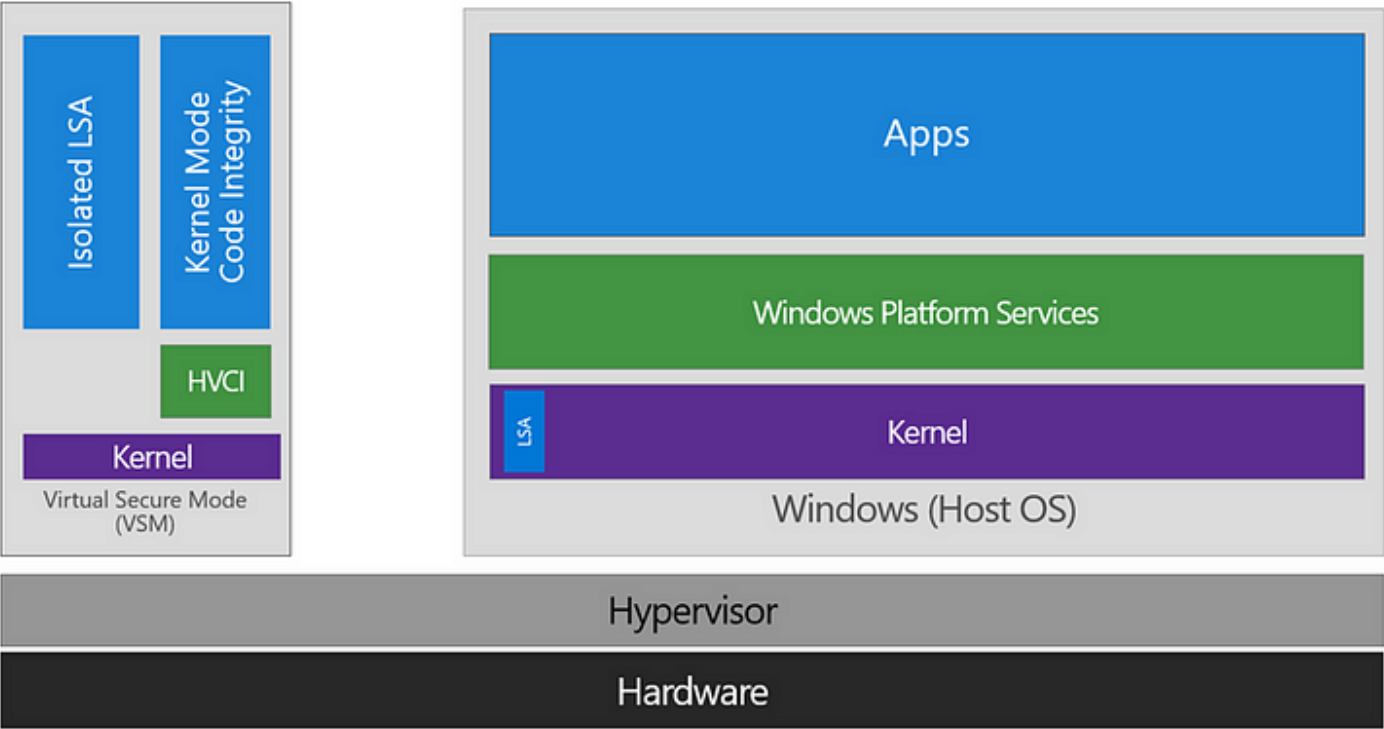 Isolated LSA
Kernel Mode
Code Integrity
HVCI
Kernel
Virtual Secure Mode
(VSM)
Apps
Windows Platform Services
LSA
Kernel
Windows (Host OS)
Hypervisor
Hardware